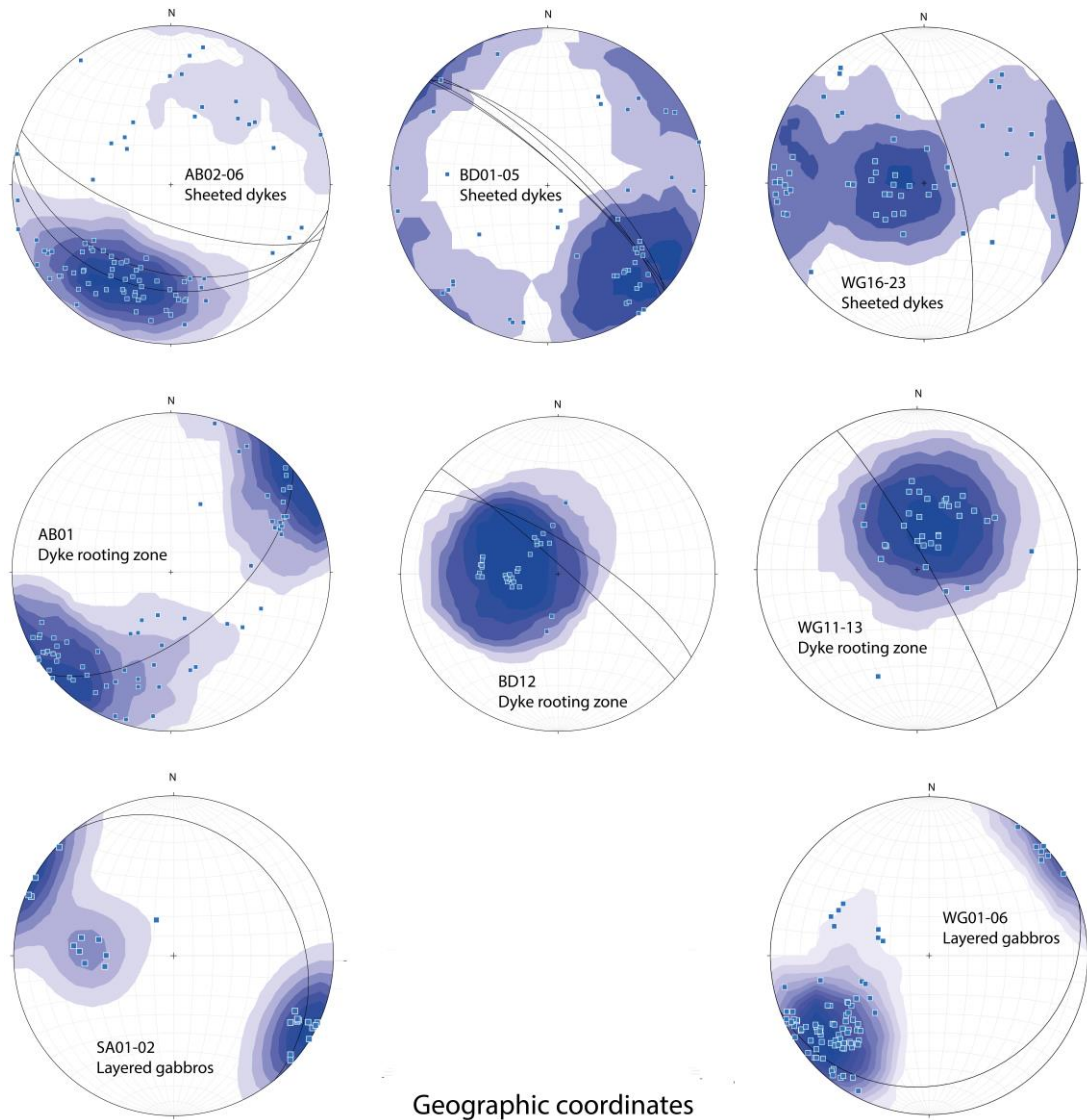 N
N
N
AB02-06
Sheeted dykes
BD01-05
Sheeted dykes
WG16-23
Sheeted dykes
N
N
N
AB01
Dyke rooting zone
BD12
Dyke rooting zone
WG11-13
Dyke rooting zone
N
N
SA01-02
Layered gabbros
WG01-06
Layered gabbros
Geographic coordinates